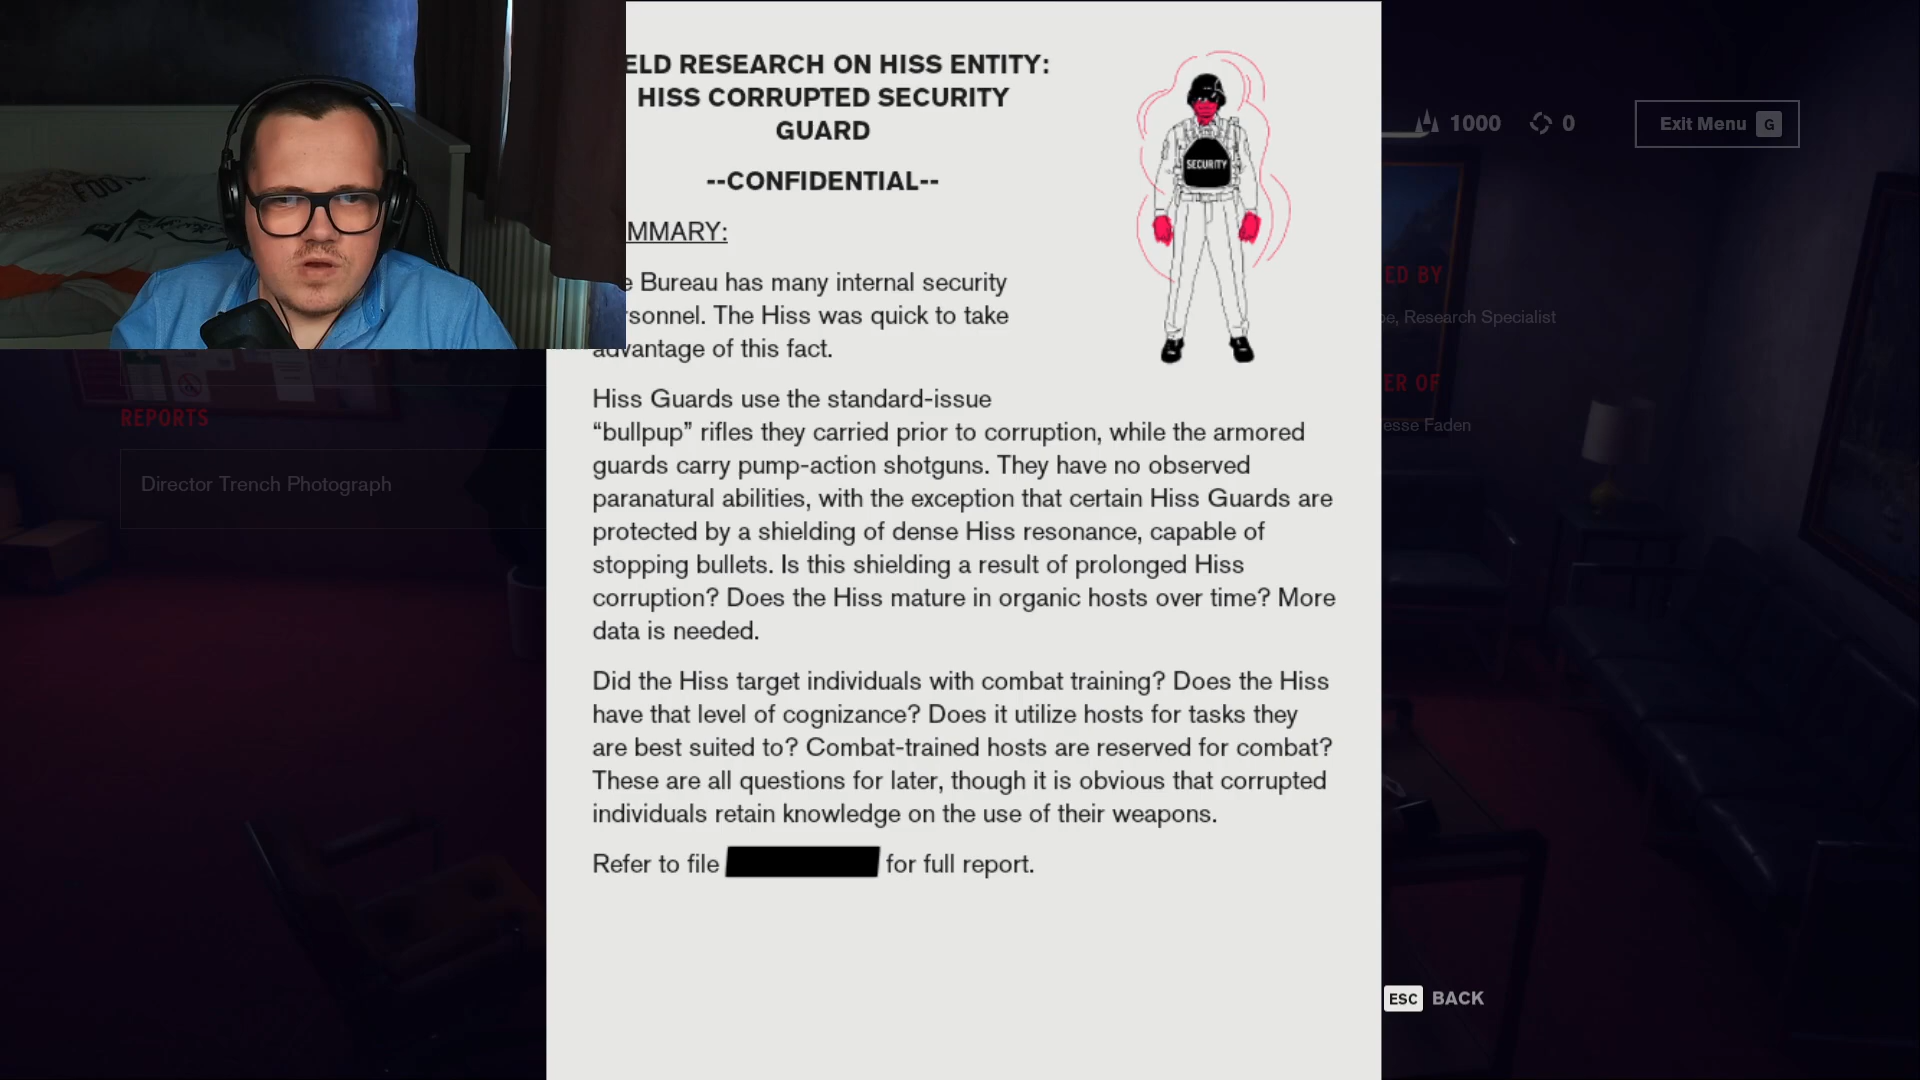 ELD RESEARCH ON HISS ENTITY:
HISS CORRUPTED SECURITY
GUARD
--CONFIDENTIAL--
MMARY:
e Bureau has many internal security
rsonnel. The Hiss was quick to take
advantage of this fact.
Hiss Guards use the standard-issue
“bullpup” rifles they carried prior to corruption, while the armored
guards carry pump-action shotguns. They have no observed
paranatural abilities, with the exception that certain Hiss Guards are
protected by a shielding of dense Hiss resonance, capable of
stopping bullets. Is this shielding a result of prolonged Hiss
corruption? Does the Hiss mature in organic hosts over time? More
data is needed.
Did the Hiss target individuals with combat training? Does the Hiss
have that level of cognizance? Does it utilize hosts for tasks they
are best suited to? Combat-trained hosts are reserved for combat?
These are all questions for later, though it is obvious that corrupted
individuals retain knowledge on the use of their weapons.
Refer to file for full report.
SECURITY
REPORTS
Director Trench Photograph
1000 0
Exit Menu G
ED BY
pe, Research Specialist
ER OF
esse Faden
ESC BACK